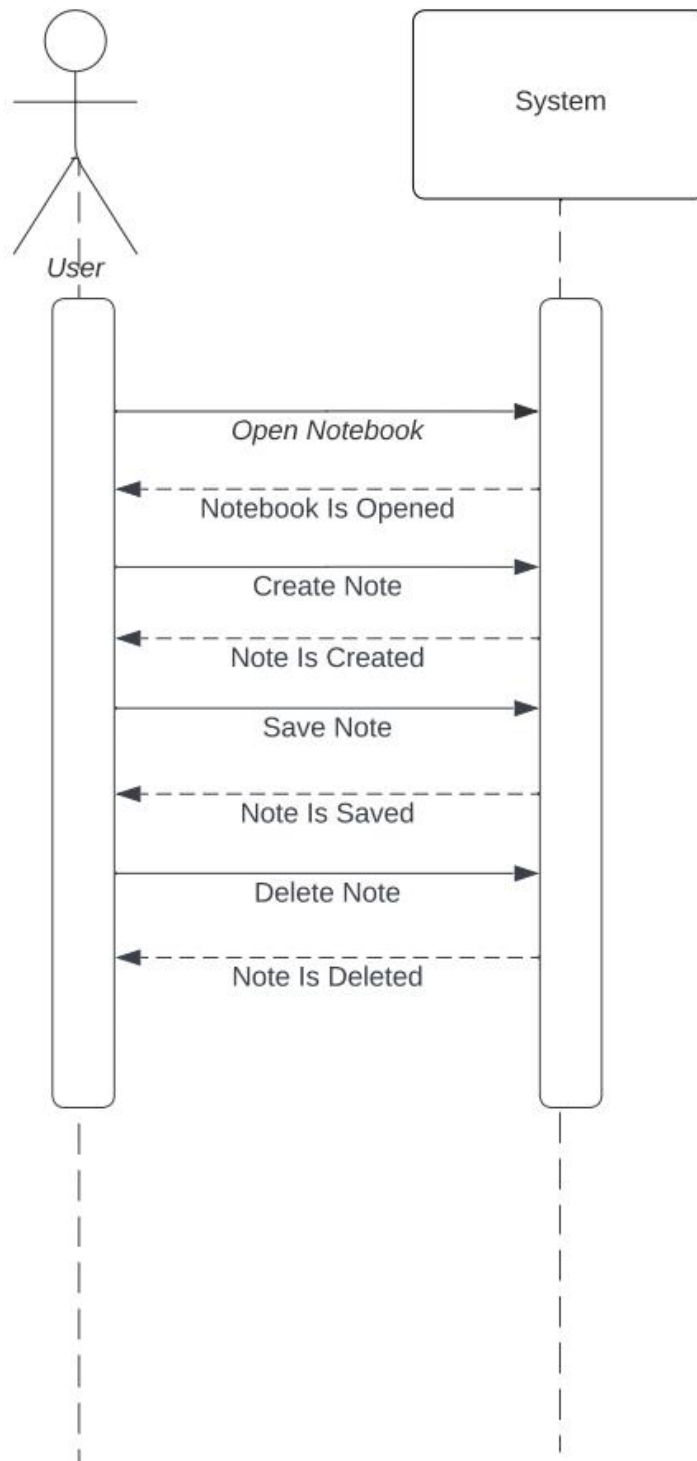 System
User
Open Notebook
Notebook Is Opened
Create Note
Note Is Created
Save Note
Note Is Saved
Delete Note
Note Is Deleted